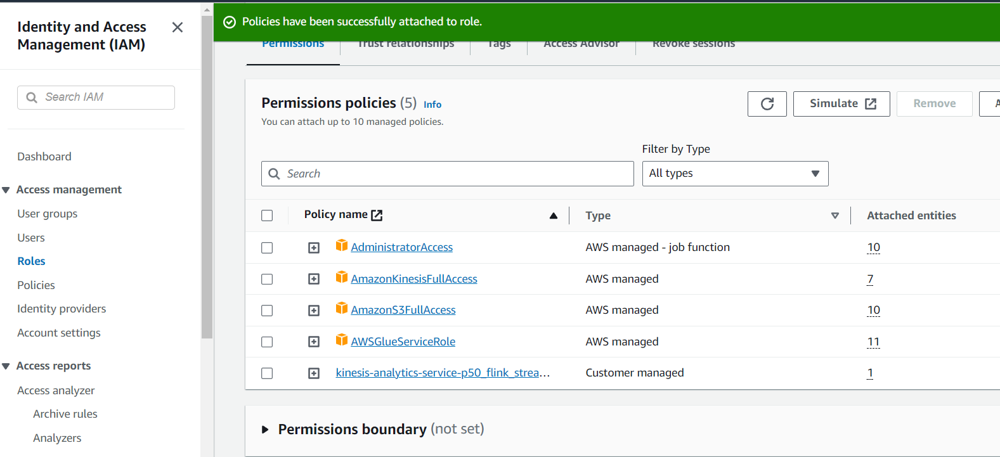 Identity and Access
Management (IAM)
Search IAM
Dashboard
Access management
User groups
Users
Roles
Policies
Identity providers
Account settings
Access reports
Access analyzer
Archive rules
Analyzers
Policies have been successfully attached to role.
Permissions Trust relationships Tags Access Advisor Revoke sessions
Permissions policies (5) Info
You can attach up to 10 managed policies.
Simulate Remove
Filter by Type
Search All types
Policy name Type Attached entities
AdministratorAccess AWS managed - job function 10
AmazonKinesisFullAccess AWS managed 7
AmazonS3FullAccess AWS managed 10
AWSGlueServiceRole AWS managed 11
kinesis-analytics-service-p50_flink_strea... Customer managed 1
Permissions boundary (not set)